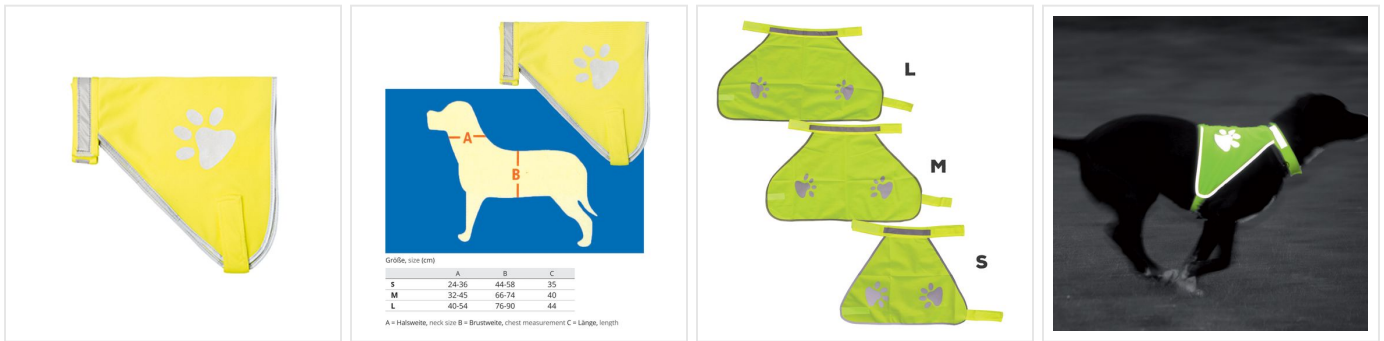 A
B
Größe, size (cm)
A B C
S 24-36 44-58 35
M 32-45 66-74 40
L 40-54 76-90 44
A = Halsweite, neck size B = Brustweite, chest measurement C = Länge, length
L
M
S